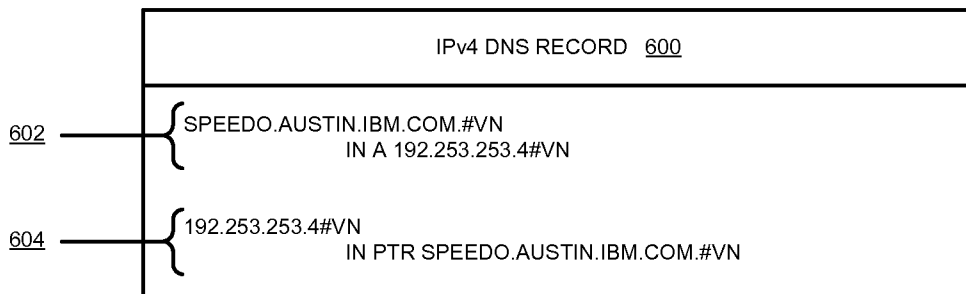 IPv4 DNS RECORD 600
602
SPEEDO.AUSTIN.IBM.COM.#VN
IN A 192.253.253.4#VN
604
192.253.253.4#VN
IN PTR SPEEDO.AUSTIN.IBM.COM.#VN